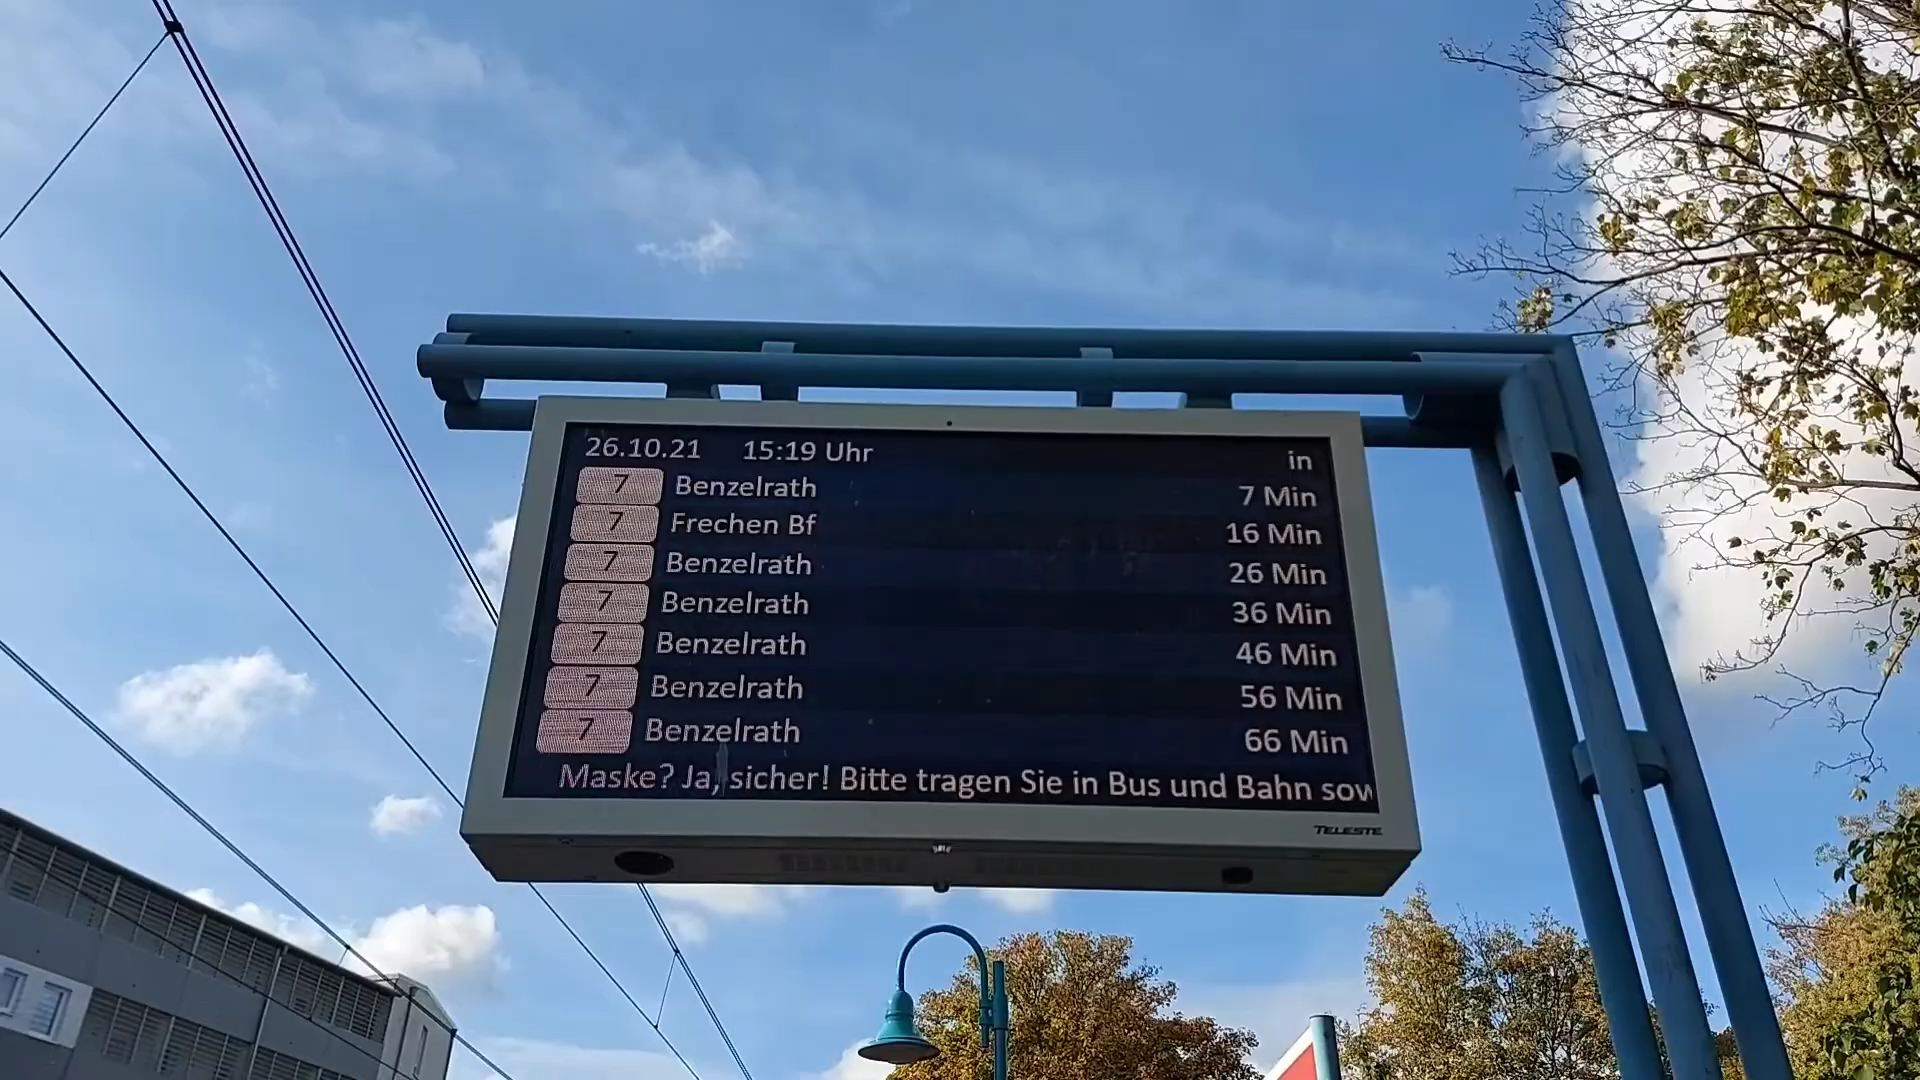 26.10.21 15:19 Uhr in
7 Benzelrath 7 Min
7 Frechen Bf 16 Min
7 Benzelrath 26 Min
7 Benzelrath 36 Min
7 Benzelrath 46 Min
7 Benzelrath 56 Min
7 Benzelrath 66 Min
Maske? Ja, sicher! Bitte tragen Sie in Bus und Bahn sow
TELESTE